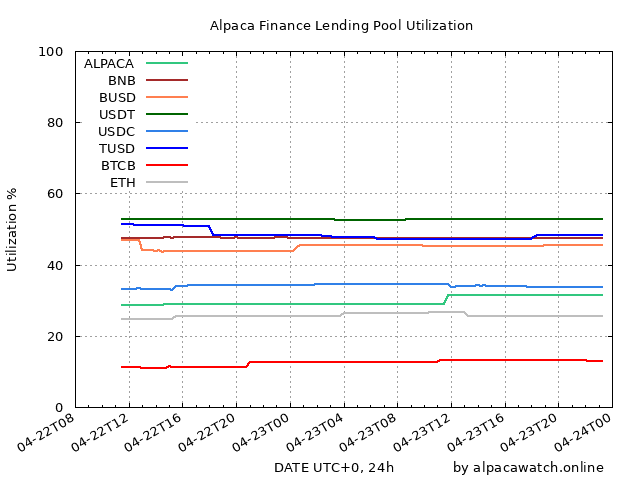 Alpaca Finance Lending Pool Utilization
100
80
60
40
20
0
Utilization %
ALPACA
BNB
BUSD
USDT
USDC
TUSD
BTCB
ETH
04-22T08
04-22T12
04-22T16
04-22T20
04-23T00
04-23T04
04-23T08
04-23T12
04-23T16
04-23T20
04-24T00
DATE UTC+0, 24h
by alpacawatch.online